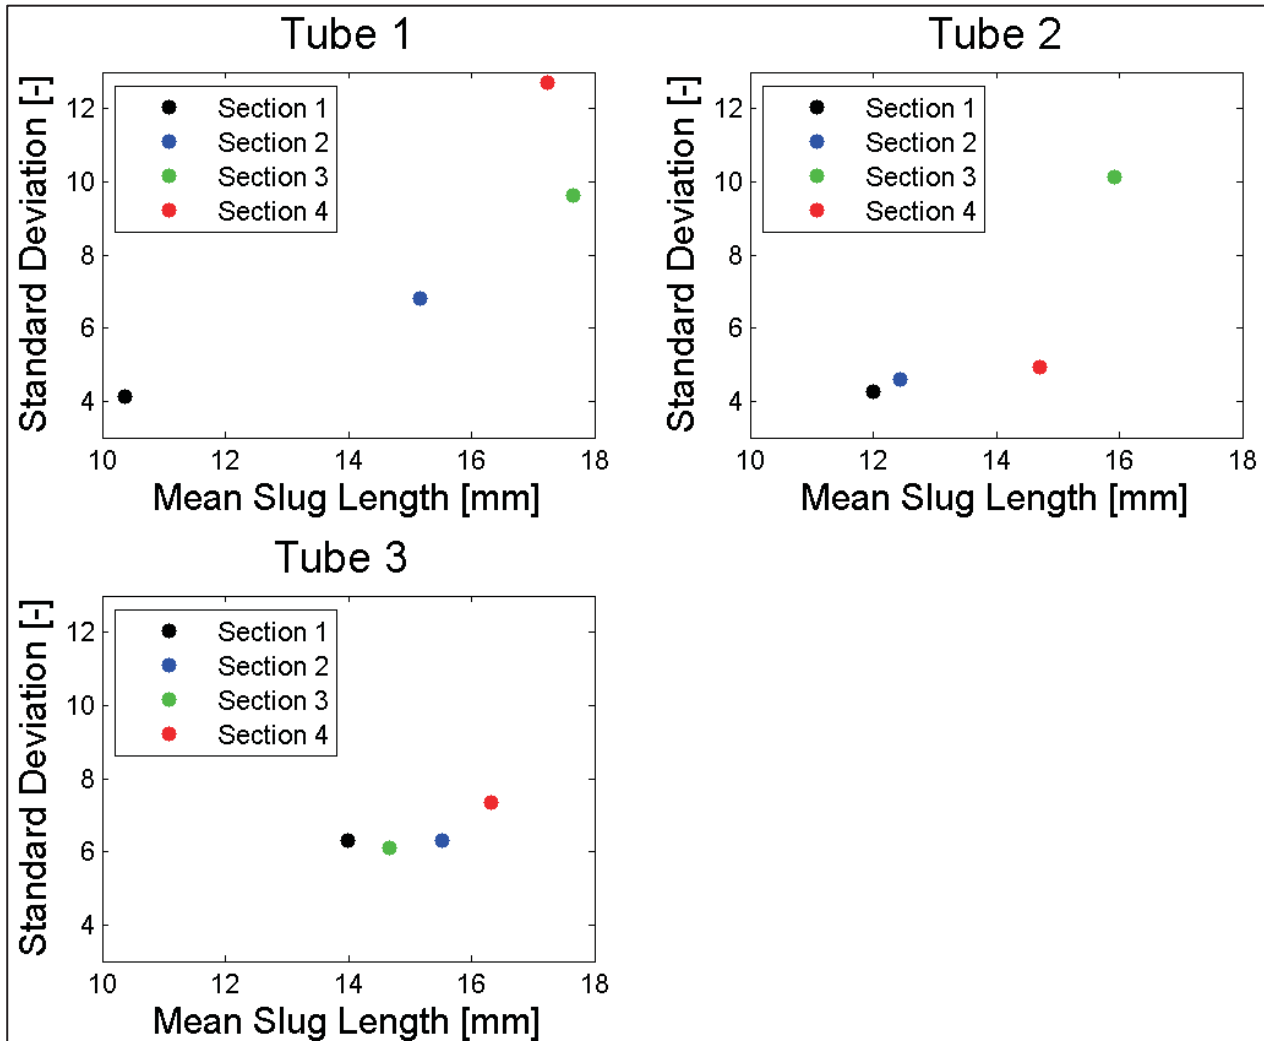 Tube 1
Standard Deviation [-]
12
10
8
6
4
Section 1
Section 2
Section 3
Section 4
10 12 14 16 18
Mean Slug Length [mm]
Tube 2
Standard Deviation [-]
12
10
8
6
4
Section 1
Section 2
Section 3
Section 4
10 12 14 16 18
Mean Slug Length [mm]
Tube 3
Standard Deviation [-]
12
10
8
6
4
Section 1
Section 2
Section 3
Section 4
10 12 14 16 18
Mean Slug Length [mm]